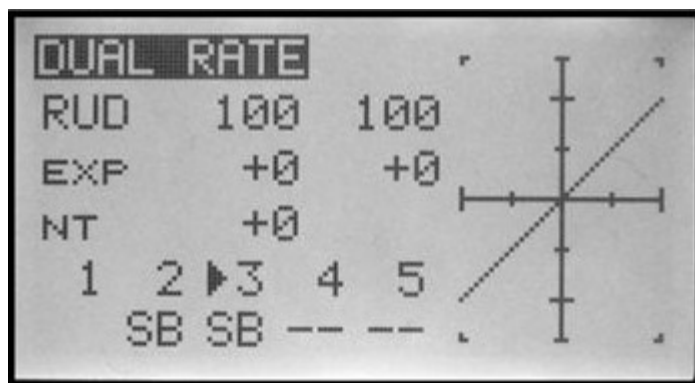 DUAL RATE
RUD 100 100
EXP +0 +0
NT +0
1 2 ▶3 4 5
SB SB -- --